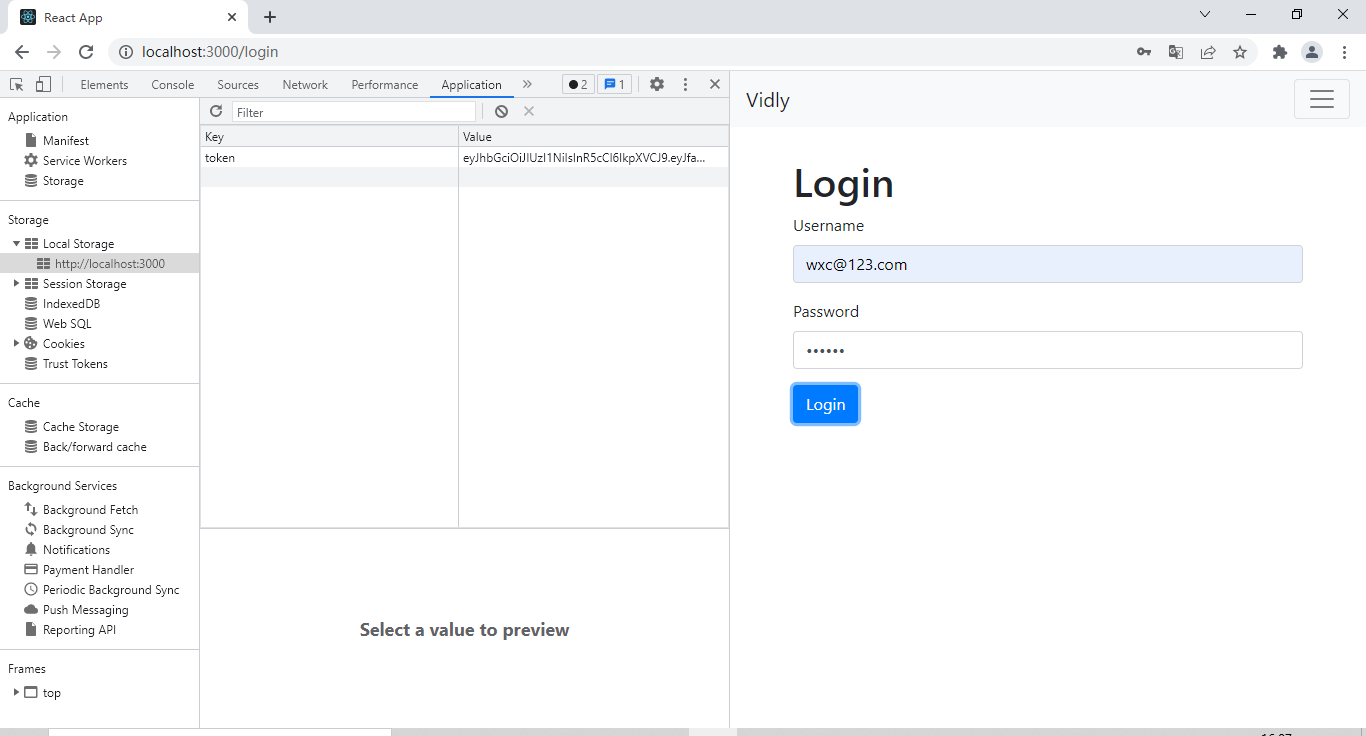 React App
localhost:3000/login
Elements Console Sources Network Performance Application 2 1
Application
Manifest
Service Workers
Storage
Storage
Local Storage
http://localhost:3000
Session Storage
IndexedDB
Web SQL
Cookies
Trust Tokens
Cache
Cache Storage
Back/forward cache
Background Services
Background Fetch
Background Sync
Notifications
Payment Handler
Periodic Background Sync
Push Messaging
Reporting API
Frames
top
Filter
Key Value
token eyJhbGciOiJIUzI1NiIsInR5cCI6IkpXVCJ9.eyJfa...
Select a value to preview
Vidly
Login
Username
wxc@123.com
Password
Login